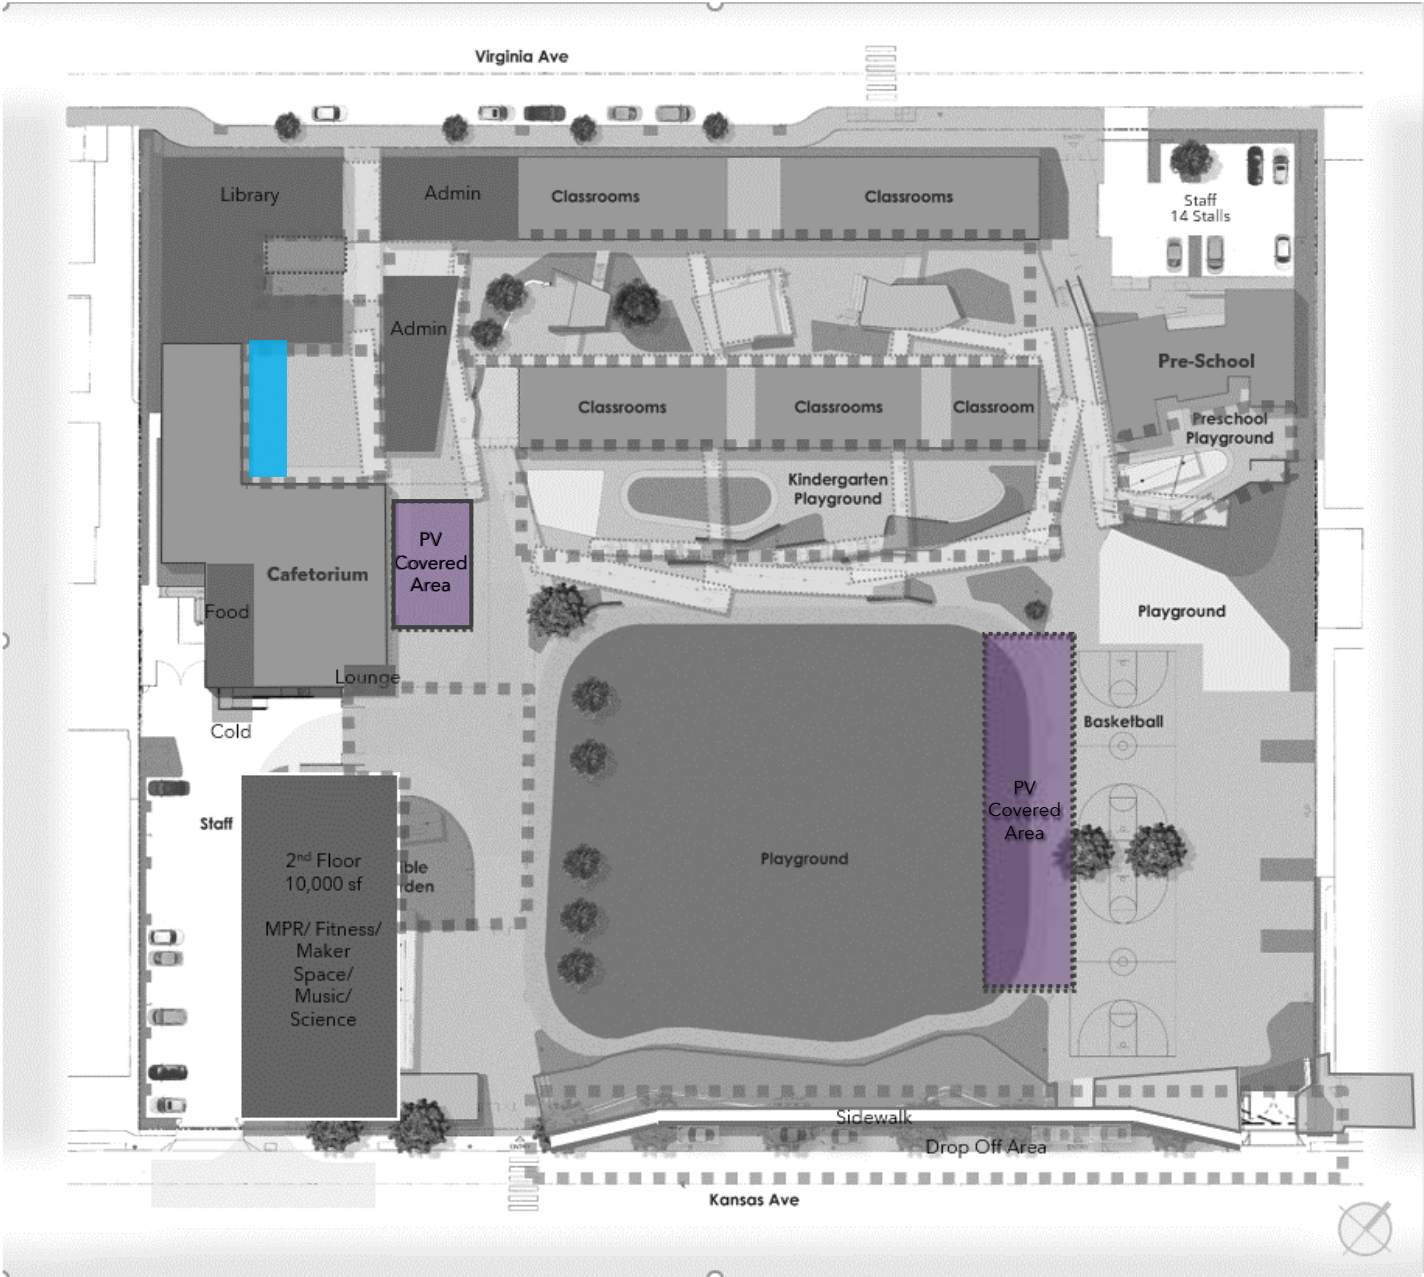 Virginia Ave
Library
Admin
Classrooms
Classrooms
Staff
14 Stalls
Admin
Pre-School
Classrooms
Classrooms
Classroom
Preschool
Playground
Kindergarten
Playground
PV
Covered
Area
Cafetorium
Food
Playground
Lounge
Basketball
Cold
PV
Covered
Area
Staff
2nd Floor
10,000 sf
MPR/ Fitness/
Maker
Space/
Music/
Science
ble
den
Playground
Sidewalk
Drop Off Area
Kansas Ave